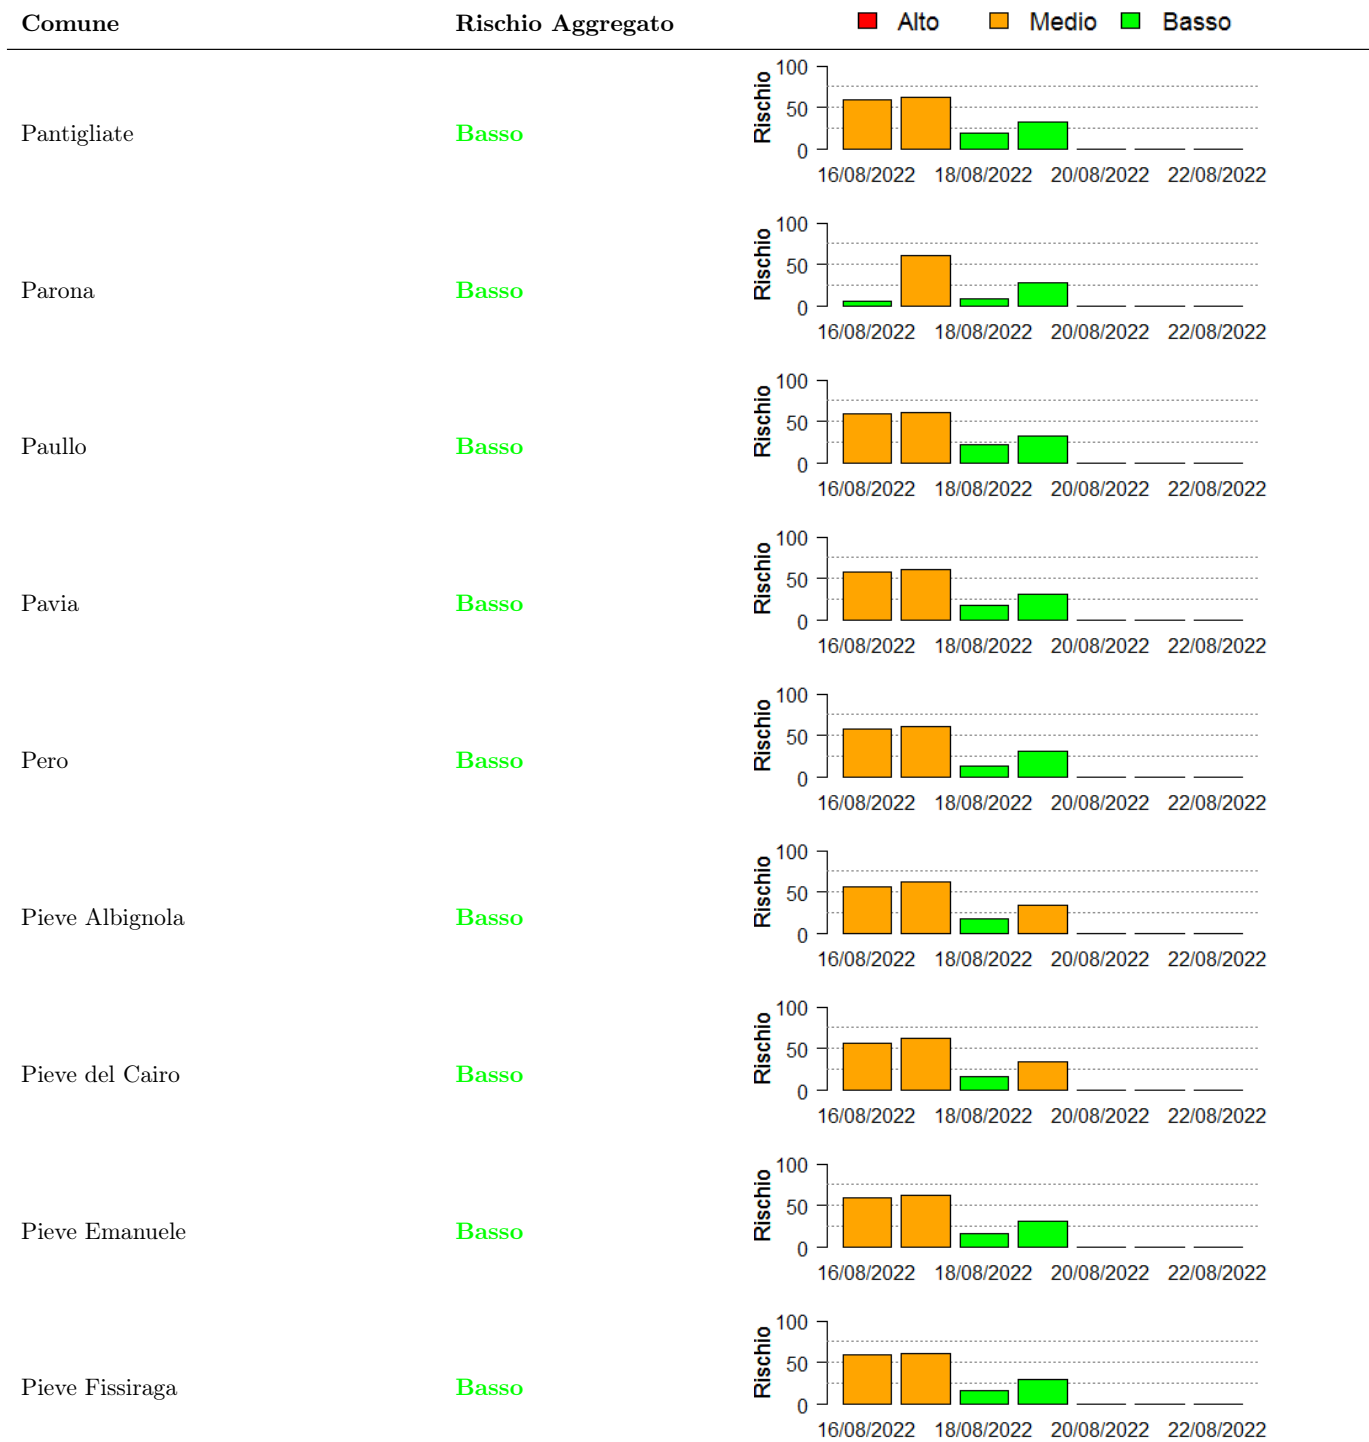 Comune Rischio Aggregato Alto Medio Basso
100
50
0
Rischio
Pantigliate Basso
16/08/2022 18/08/2022 20/08/2022 22/08/2022
100
50
0
Rischio
Parona Basso
16/08/2022 18/08/2022 20/08/2022 22/08/2022
100
50
0
Rischio
Paullo Basso
16/08/2022 18/08/2022 20/08/2022 22/08/2022
100
50
0
Rischio
Pavia Basso
16/08/2022 18/08/2022 20/08/2022 22/08/2022
100
50
0
Rischio
Pero Basso
16/08/2022 18/08/2022 20/08/2022 22/08/2022
100
50
0
Rischio
Pieve Albignola Basso
16/08/2022 18/08/2022 20/08/2022 22/08/2022
100
50
0
Rischio
Pieve del Cairo Basso
16/08/2022 18/08/2022 20/08/2022 22/08/2022
100
50
0
Rischio
Pieve Emanuele Basso
16/08/2022 18/08/2022 20/08/2022 22/08/2022
100
50
0
Rischio
Pieve Fissiraga Basso
16/08/2022 18/08/2022 20/08/2022 22/08/2022